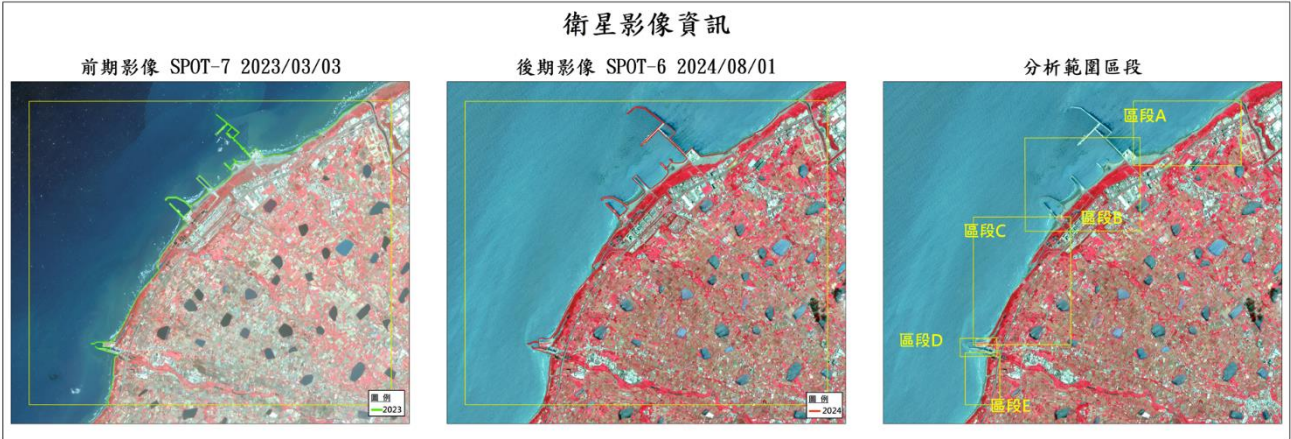 衛星影像資訊
前期影像 SPOT-7 2023/03/03
後期影像 SPOT-6 2024/08/01
分析範圍區段
圖 例
2023
圖 例
2024
區段A
區段B
區段C
區段D
區段E